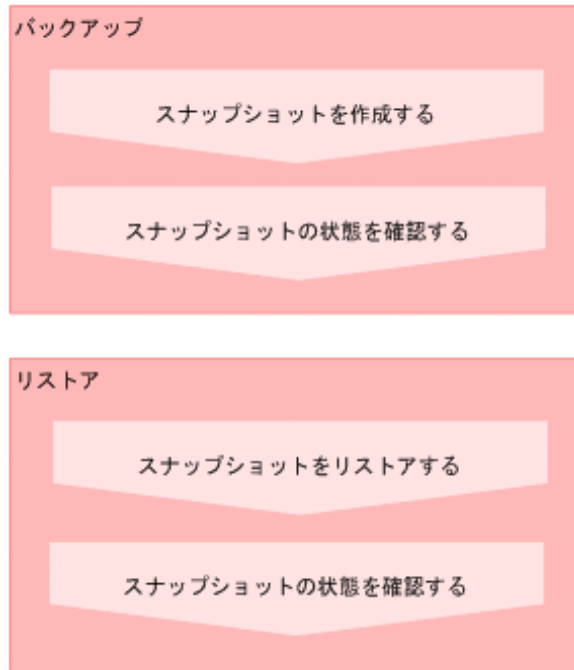 バックアップ
スナップショットを作成する
スナップショットの状態を確認する
リストア
スナップショットをリストアする
スナップショットの状態を確認する